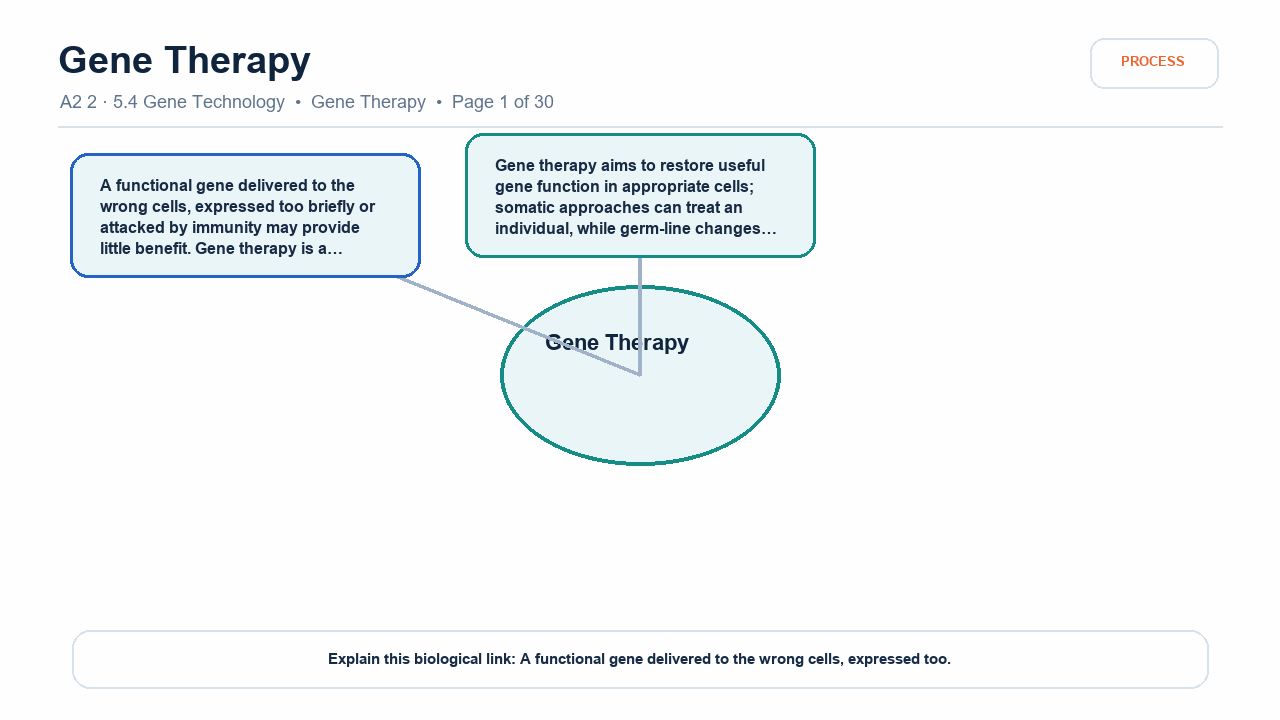 Gene Therapy
PROCESS
A2 2 · 5.4 Gene Technology • Gene Therapy • Page 1 of 30
A functional gene delivered to the
wrong cells, expressed too briefly or
attacked by immunity may provide
little benefit. Gene therapy is a…
Gene therapy aims to restore useful
gene function in appropriate cells;
somatic approaches can treat an
individual, while germ-line changes…
Gene Therapy
Explain this biological link: A functional gene delivered to the wrong cells, expressed too.